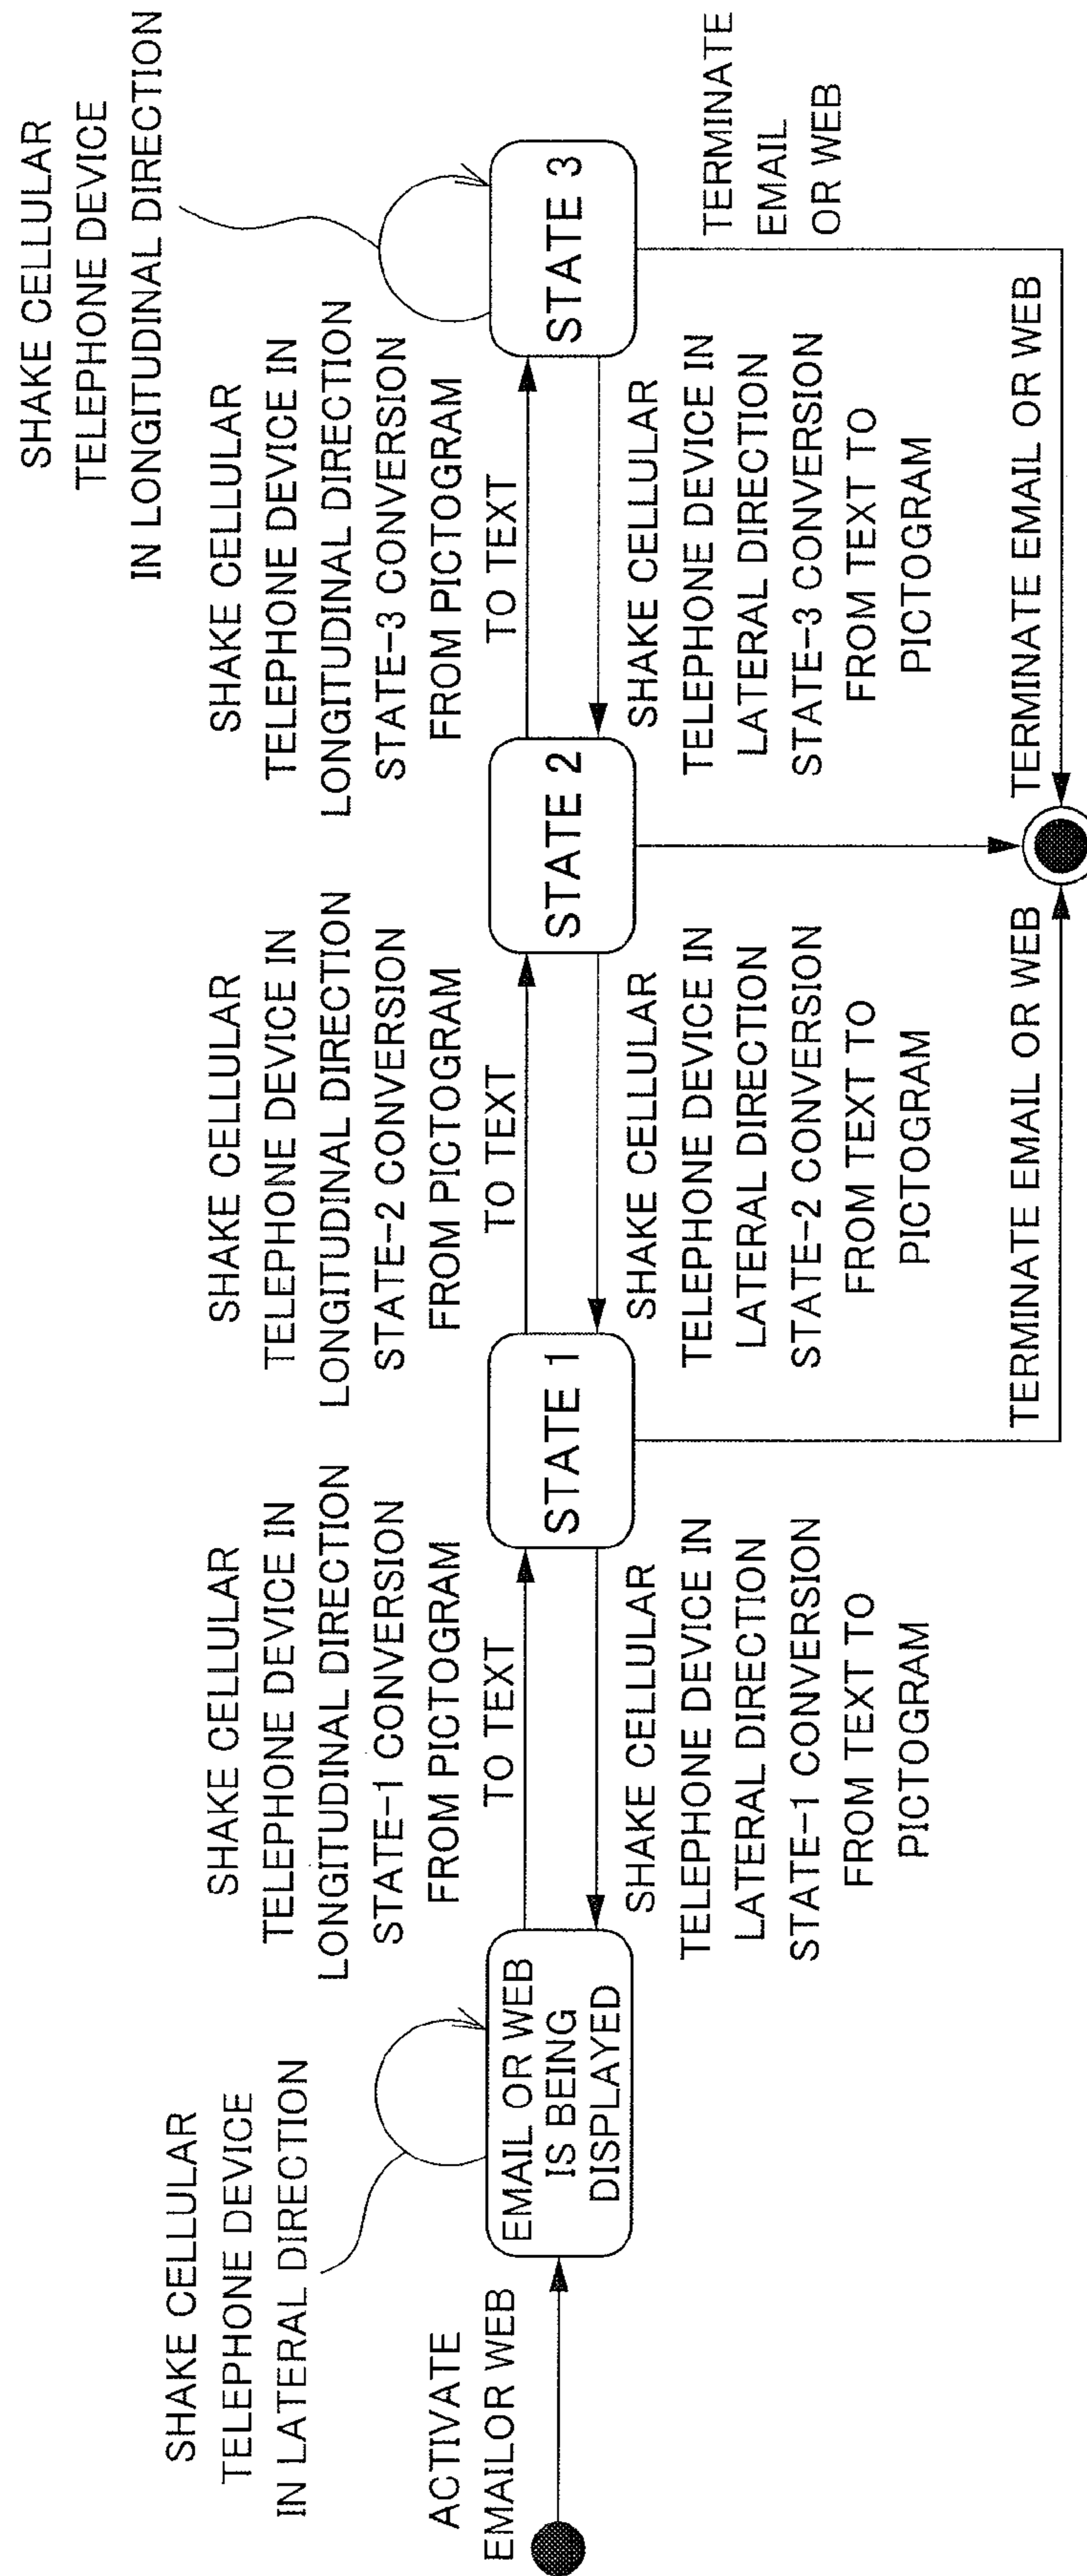 SHAKE CELLULAR
TELEPHONE DEVICE
IN LATERAL DIRECTION
ACTIVATE
EMAILOR WEB
EMAIL OR WEB
IS BEING
DISPLAYED
SHAKE CELLULAR
TELEPHONE DEVICE IN
LONGITUDINAL DIRECTION
STATE-1 CONVERSION
FROM PICTOGRAM
TO TEXT
SHAKE CELLULAR
TELEPHONE DEVICE IN
LATERAL DIRECTION
STATE-1 CONVERSION
FROM TEXT TO
PICTOGRAM
STATE 1
SHAKE CELLULAR
TELEPHONE DEVICE IN
LONGITUDINAL DIRECTION
STATE-2 CONVERSION
FROM PICTOGRAM
TO TEXT
SHAKE CELLULAR
TELEPHONE DEVICE IN
LATERAL DIRECTION
STATE-2 CONVERSION
FROM TEXT TO
PICTOGRAM
TERMINATE EMAIL OR WEB
STATE 2
SHAKE CELLULAR
TELEPHONE DEVICE IN
LONGITUDINAL DIRECTION
STATE-3 CONVERSION
FROM PICTOGRAM
TO TEXT
SHAKE CELLULAR
TELEPHONE DEVICE IN
LATERAL DIRECTION
STATE-3 CONVERSION
FROM TEXT TO
PICTOGRAM
TERMINATE EMAIL OR WEB
SHAKE CELLULAR
TELEPHONE DEVICE
IN LONGITUDINAL DIRECTION
STATE 3
TERMINATE
EMAIL
OR WEB